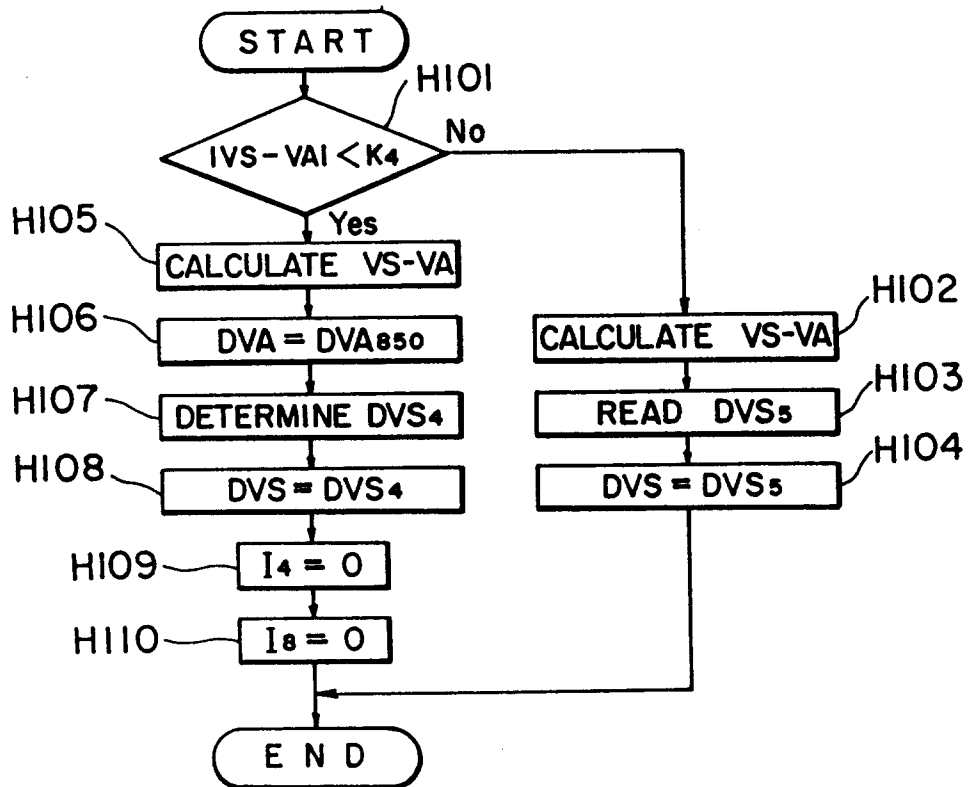 START
H101
|VS-VA|<K4
No
Yes
H105
CALCULATE VS-VA
H106
DVA = DVA850
H107
DETERMINE DVS4
H108
DVS = DVS4
H109
I4 = 0
H110
I8 = 0
H102
CALCULATE VS-VA
H103
READ DVS5
H104
DVS = DVS5
END